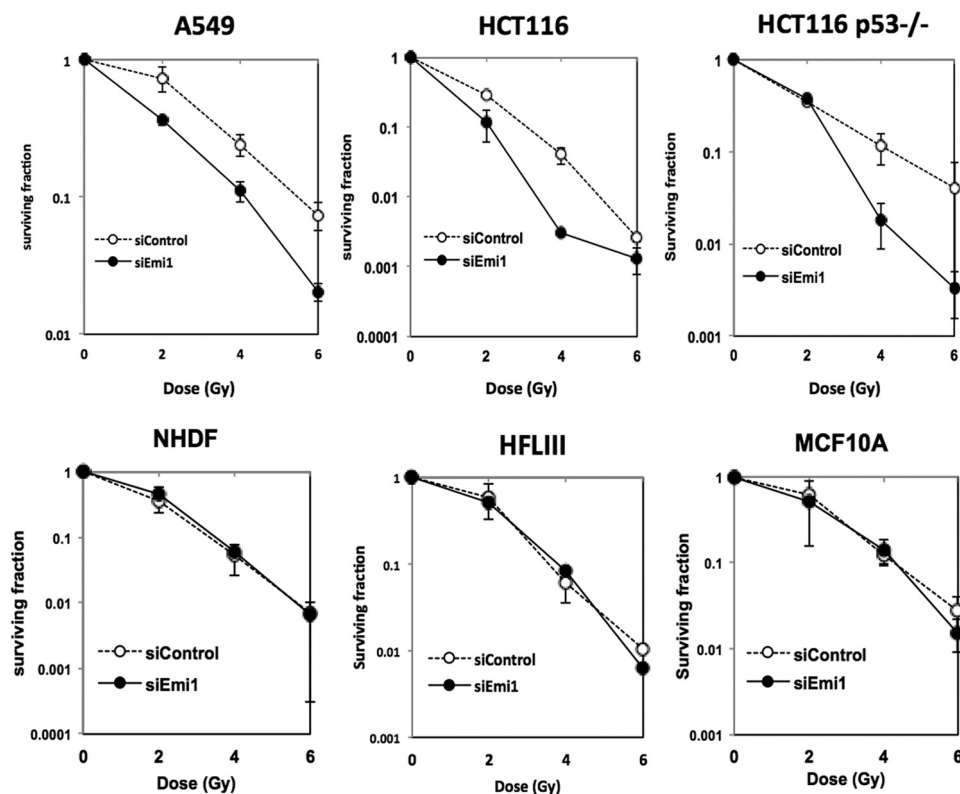 A549
surviving fraction
1
0.1
0.01
siControl
siEmi1
0 2 4 6
Dose (Gy)
HCT116
surviving fraction
1
0.1
0.01
0.001
0.0001
siControl
siEmi1
0 2 4 6
Dose (Gy)
HCT116 p53-/-
Surviving fraction
1
0.1
0.01
0.001
siControl
siEmi1
0 2 4 6
Dose (Gy)
NHDF
surviving fraction
1
0.1
0.01
0.001
0.0001
siControl
siEmi1
0 2 4 6
Dose (Gy)
HFLIII
Surviving fraction
1
0.1
0.01
0.001
siControl
siEmi1
0 2 4 6
Dose (Gy)
MCF10A
Surviving fraction
1
0.1
0.01
0.001
siControl
siEmi1
0 2 4 6
Dose (Gy)